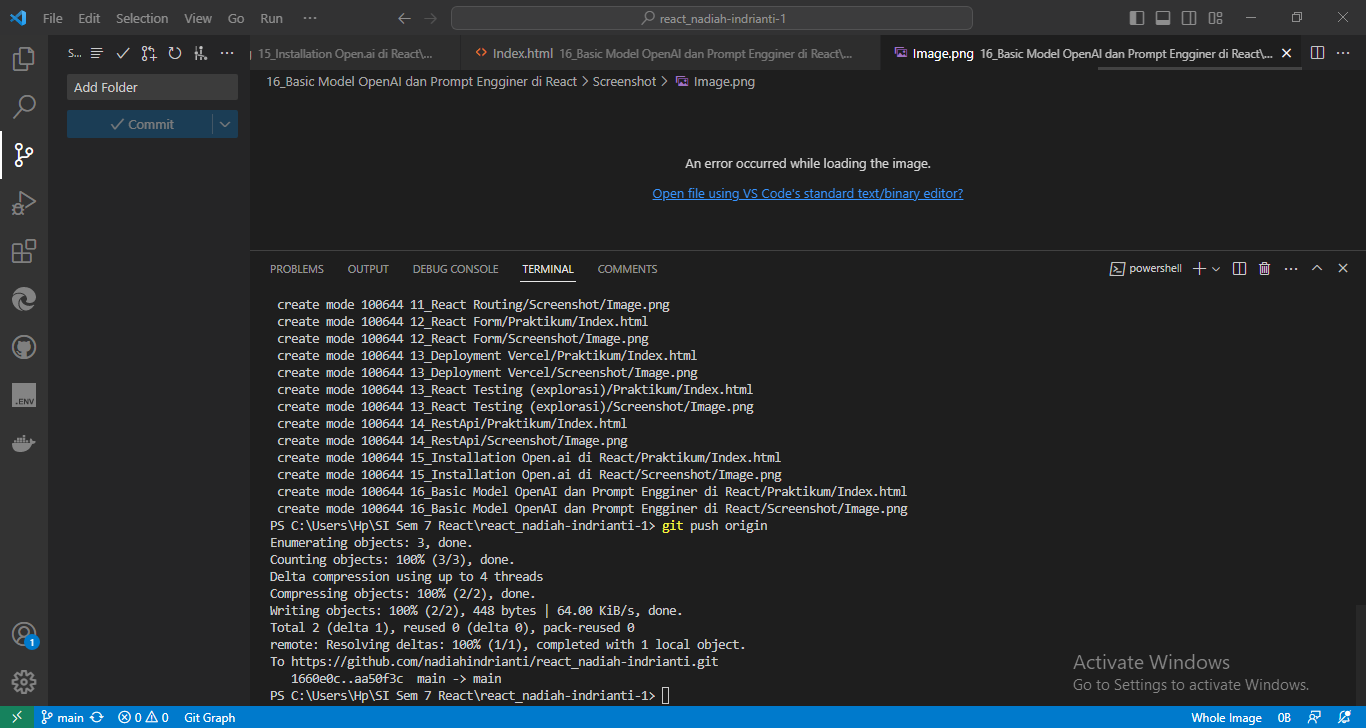 File Edit Selection View Go Run ···
react_nadiah-indrianti-1
S... ···
15_Installation Open.ai di React\...
Index.html 16_Basic Model OpenAI dan Prompt Engginer di React\...
Image.png 16_Basic Model OpenAI dan Prompt Engginer di React\... ···
Add Folder
16_Basic Model OpenAI dan Prompt Engginer di React > Screenshot > Image.png
Commit
An error occurred while loading the image.
Open file using VS Code's standard text/binary editor?
PROBLEMS OUTPUT DEBUG CONSOLE TERMINAL COMMENTS
powershell ···
create mode 100644 11_React Routing/Screenshot/Image.png
create mode 100644 12_React Form/Praktikum/Index.html
create mode 100644 12_React Form/Screenshot/Image.png
create mode 100644 13_Deployment Vercel/Praktikum/Index.html
create mode 100644 13_Deployment Vercel/Screenshot/Image.png
create mode 100644 13_React Testing (explorasi)/Praktikum/Index.html
create mode 100644 13_React Testing (explorasi)/Screenshot/Image.png
create mode 100644 14_RestApi/Praktikum/Index.html
create mode 100644 14_RestApi/Screenshot/Image.png
create mode 100644 15_Installation Open.ai di React/Praktikum/Index.html
create mode 100644 15_Installation Open.ai di React/Screenshot/Image.png
create mode 100644 16_Basic Model OpenAI dan Prompt Engginer di React/Praktikum/Index.html
create mode 100644 16_Basic Model OpenAI dan Prompt Engginer di React/Screenshot/Image.png
PS C:\Users\Hp\SI Sem 7 React\react_nadiah-indrianti-1> git push origin
Enumerating objects: 3, done.
Counting objects: 100% (3/3), done.
Delta compression using up to 4 threads
Compressing objects: 100% (2/2), done.
Writing objects: 100% (2/2), 448 bytes | 64.00 KiB/s, done.
Total 2 (delta 1), reused 0 (delta 0), pack-reused 0
remote: Resolving deltas: 100% (1/1), completed with 1 local object.
To https://github.com/nadiahindrianti/react_nadiah-indrianti.git
1660e0c..aa50f3c main -> main
PS C:\Users\Hp\SI Sem 7 React\react_nadiah-indrianti-1>
.ENV
1
Activate Windows
Go to Settings to activate Windows.
main 0 0 Git Graph
Whole Image 0B